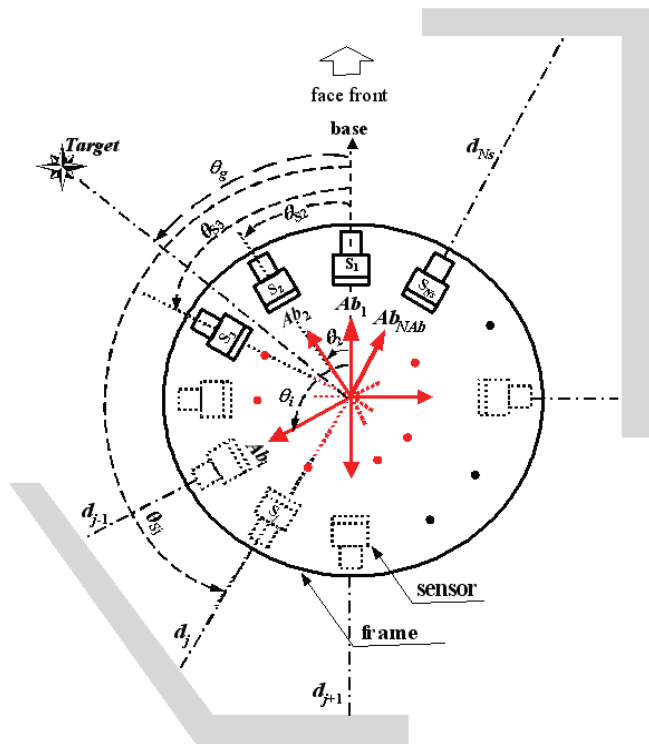 face front
base
Target
d_Ns
θ_g
θ_S3
θ_S2
S_1
S_2
S_Ns
S_3
Ab_1
Ab_2
Ab_NAb
θ_2
θ_i
Ab_i
S_j
d_j-1
θ_Sj
sensor
d_j
frame
d_j+1